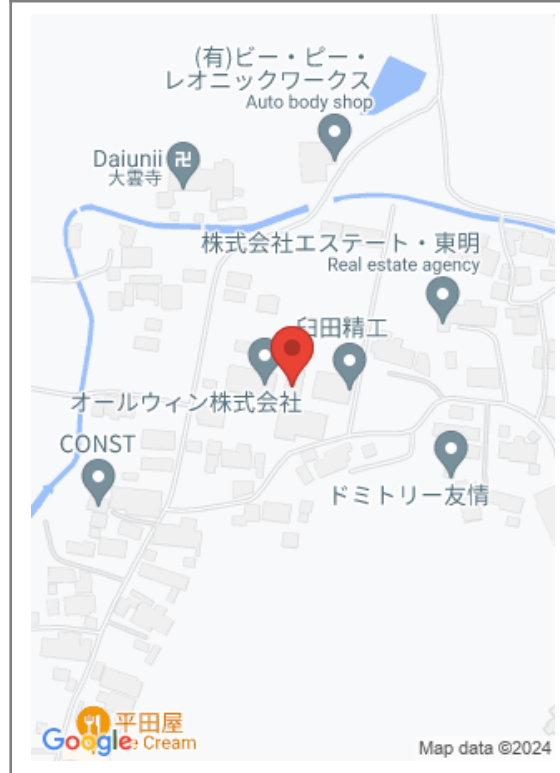 (有)ビー・ピー・
レオニックワークス
Auto body shop
Daiunji
大雲寺
株式会社エステート・東明
Real estate agency
臼田精工
オールウィン株式会社
CONST
ドミトリー友情
平田屋
Cream
Google
Map data ©2024